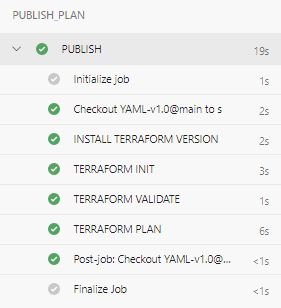 PUBLISH_PLAN
PUBLISH 19s
Initialize job 1s
Checkout YAML-v1.0@main to s 2s
INSTALL TERRAFORM VERSION 2s
TERRAFORM INIT 3s
TERRAFORM VALIDATE 1s
TERRAFORM PLAN 6s
Post-job: Checkout YAML-v1.0@... <1s
Finalize Job <1s